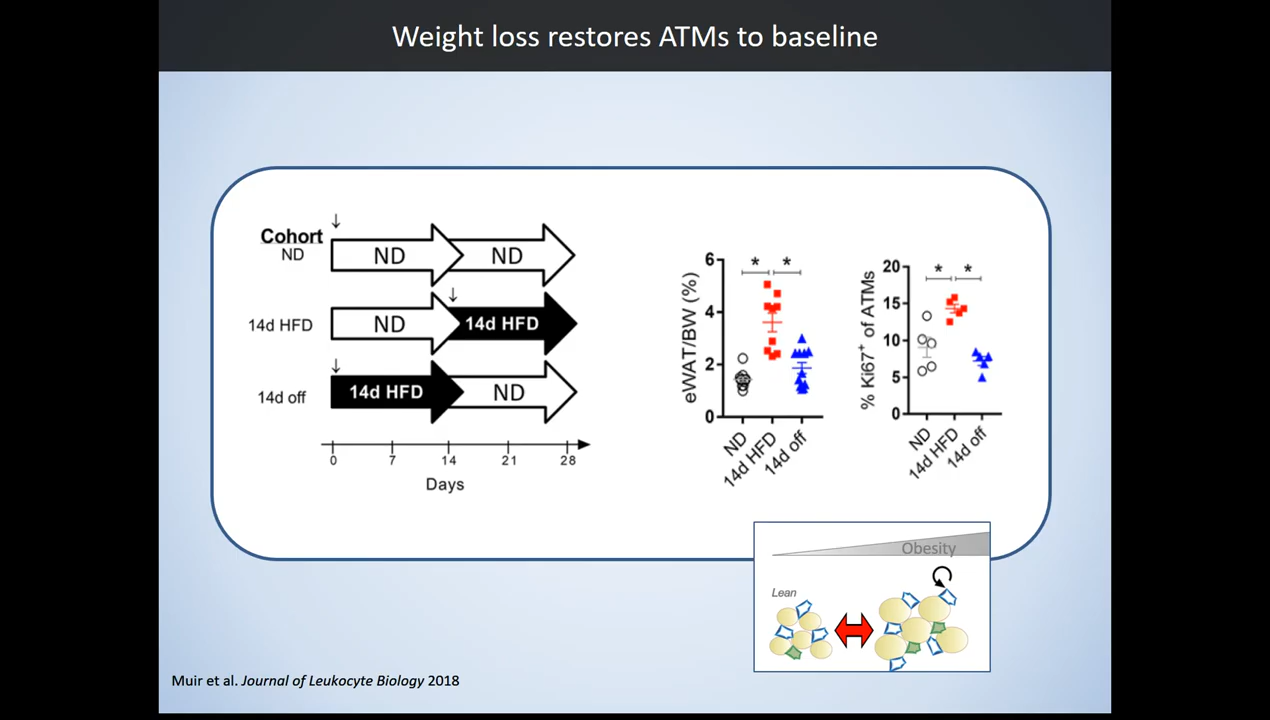 Weight loss restores ATMs to baseline
Cohort
ND
ND
ND
14d HFD
ND
14d HFD
14d off
14d HFD
ND
0 7 14 21 28
Days
6
4
2
0
eWAT/BW (%)
* *
ND
14d HFD
14d off
20
15
10
5
0
% Ki67+ of ATMs
* *
ND
14d HFD
14d off
Obesity
Lean
Muir et al. Journal of Leukocyte Biology 2018